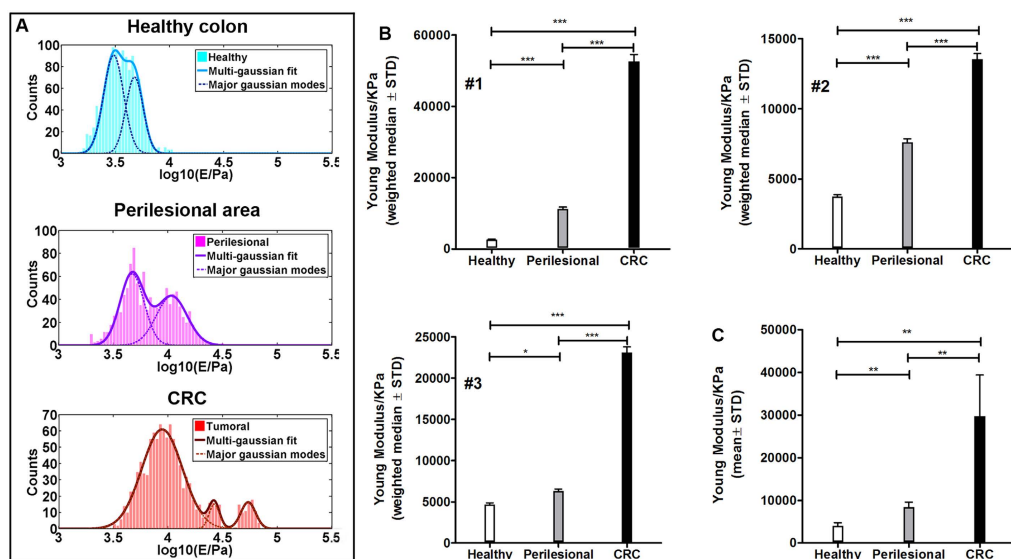 A
Healthy colon
Counts
100
80
60
40
20
0
Healthy
Multi-gaussian fit
Major gaussian modes
3
3.5
4
4.5
5
5.5
log10(E/Pa)
Perilesional area
Counts
100
80
60
40
20
0
Perilesional
Multi-gaussian fit
Major gaussian modes
3
3.5
4
4.5
5
5.5
log10(E/Pa)
CRC
Counts
70
60
50
40
30
20
10
0
Tumoral
Multi-gaussian fit
Major gaussian modes
3
3.5
4
4.5
5
5.5
log10(E/Pa)
B
#1
Young Modulus/KPa
(weighted median ± STD)
60000
40000
20000
0
***
***
***
Healthy
Perilesional
CRC
#2
Young Modulus/KPa
(weighted median ± STD)
15000
10000
5000
0
***
***
***
Healthy
Perilesional
CRC
#3
Young Modulus/KPa
(weighted median ± STD)
25000
20000
15000
10000
5000
0
***
***
*
Healthy
Perilesional
CRC
C
Young Modulus/KPa
(mean± STD)
50000
40000
30000
20000
10000
0
**
**
**
Healthy
Perilesional
CRC